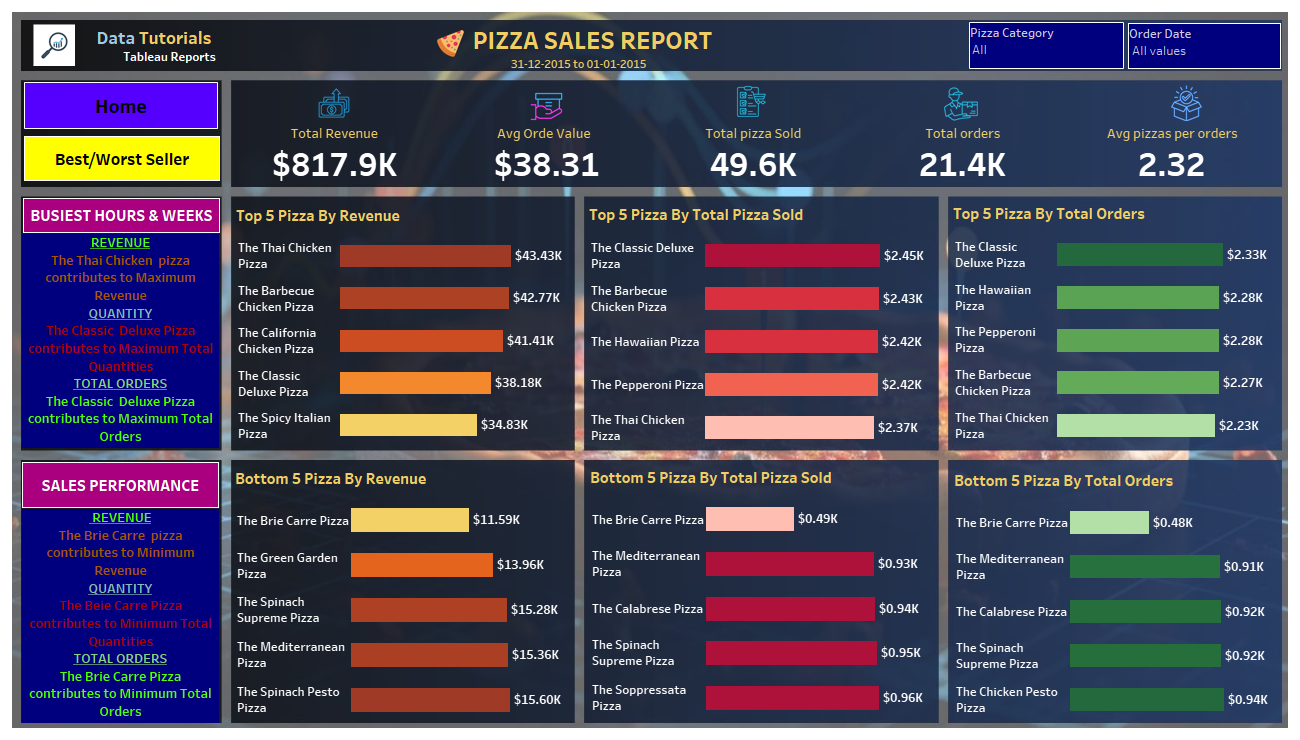 Data Tutorials
Tableau Reports
PIZZA SALES REPORT
31-12-2015 to 01-01-2015
Pizza Category
All
Order Date
All values
Home
Best/Worst Seller
Total Revenue
$817.9K
Avg Orde Value
$38.31
Total pizza Sold
49.6K
Total orders
21.4K
Avg pizzas per orders
2.32
BUSIEST HOURS & WEEKS
REVENUE
The Thai Chicken pizza
contributes to Maximum
Revenue
QUANTITY
The Classic Deluxe Pizza
contributes to Maximum Total
Quantities
TOTAL ORDERS
The Classic Deluxe Pizza
contributes to Maximum Total
Orders
Top 5 Pizza By Revenue
The Thai Chicken
Pizza
$43.43K
The Barbecue
Chicken Pizza
$42.77K
The California
Chicken Pizza
$41.41K
The Classic
Deluxe Pizza
$38.18K
The Spicy Italian
Pizza
$34.83K
Top 5 Pizza By Total Pizza Sold
The Classic Deluxe
Pizza
$2.45K
The Barbecue
Chicken Pizza
$2.43K
The Hawaiian Pizza
$2.42K
The Pepperoni Pizza
$2.42K
The Thai Chicken
Pizza
$2.37K
Top 5 Pizza By Total Orders
The Classic
Deluxe Pizza
$2.33K
The Hawaiian
Pizza
$2.28K
The Pepperoni
Pizza
$2.28K
The Barbecue
Chicken Pizza
$2.27K
The Thai Chicken
Pizza
$2.23K
SALES PERFORMANCE
REVENUE
The Brie Carre pizza
contributes to Minimum
Revenue
QUANTITY
The Beie Carre Pizza
contributes to Minimum Total
Quantities
TOTAL ORDERS
The Brie Carre Pizza
contributes to Minimum Total
Orders
Bottom 5 Pizza By Revenue
The Brie Carre Pizza
$11.59K
The Green Garden
Pizza
$13.96K
The Spinach
Supreme Pizza
$15.28K
The Mediterranean
Pizza
$15.36K
The Spinach Pesto
Pizza
$15.60K
Bottom 5 Pizza By Total Pizza Sold
The Brie Carre Pizza
$0.49K
The Mediterranean
Pizza
$0.93K
The Calabrese Pizza
$0.94K
The Spinach
Supreme Pizza
$0.95K
The Soppressata
Pizza
$0.96K
Bottom 5 Pizza By Total Orders
The Brie Carre Pizza
$0.48K
The Mediterranean
Pizza
$0.91K
The Calabrese Pizza
$0.92K
The Spinach
Supreme Pizza
$0.92K
The Chicken Pesto
Pizza
$0.94K